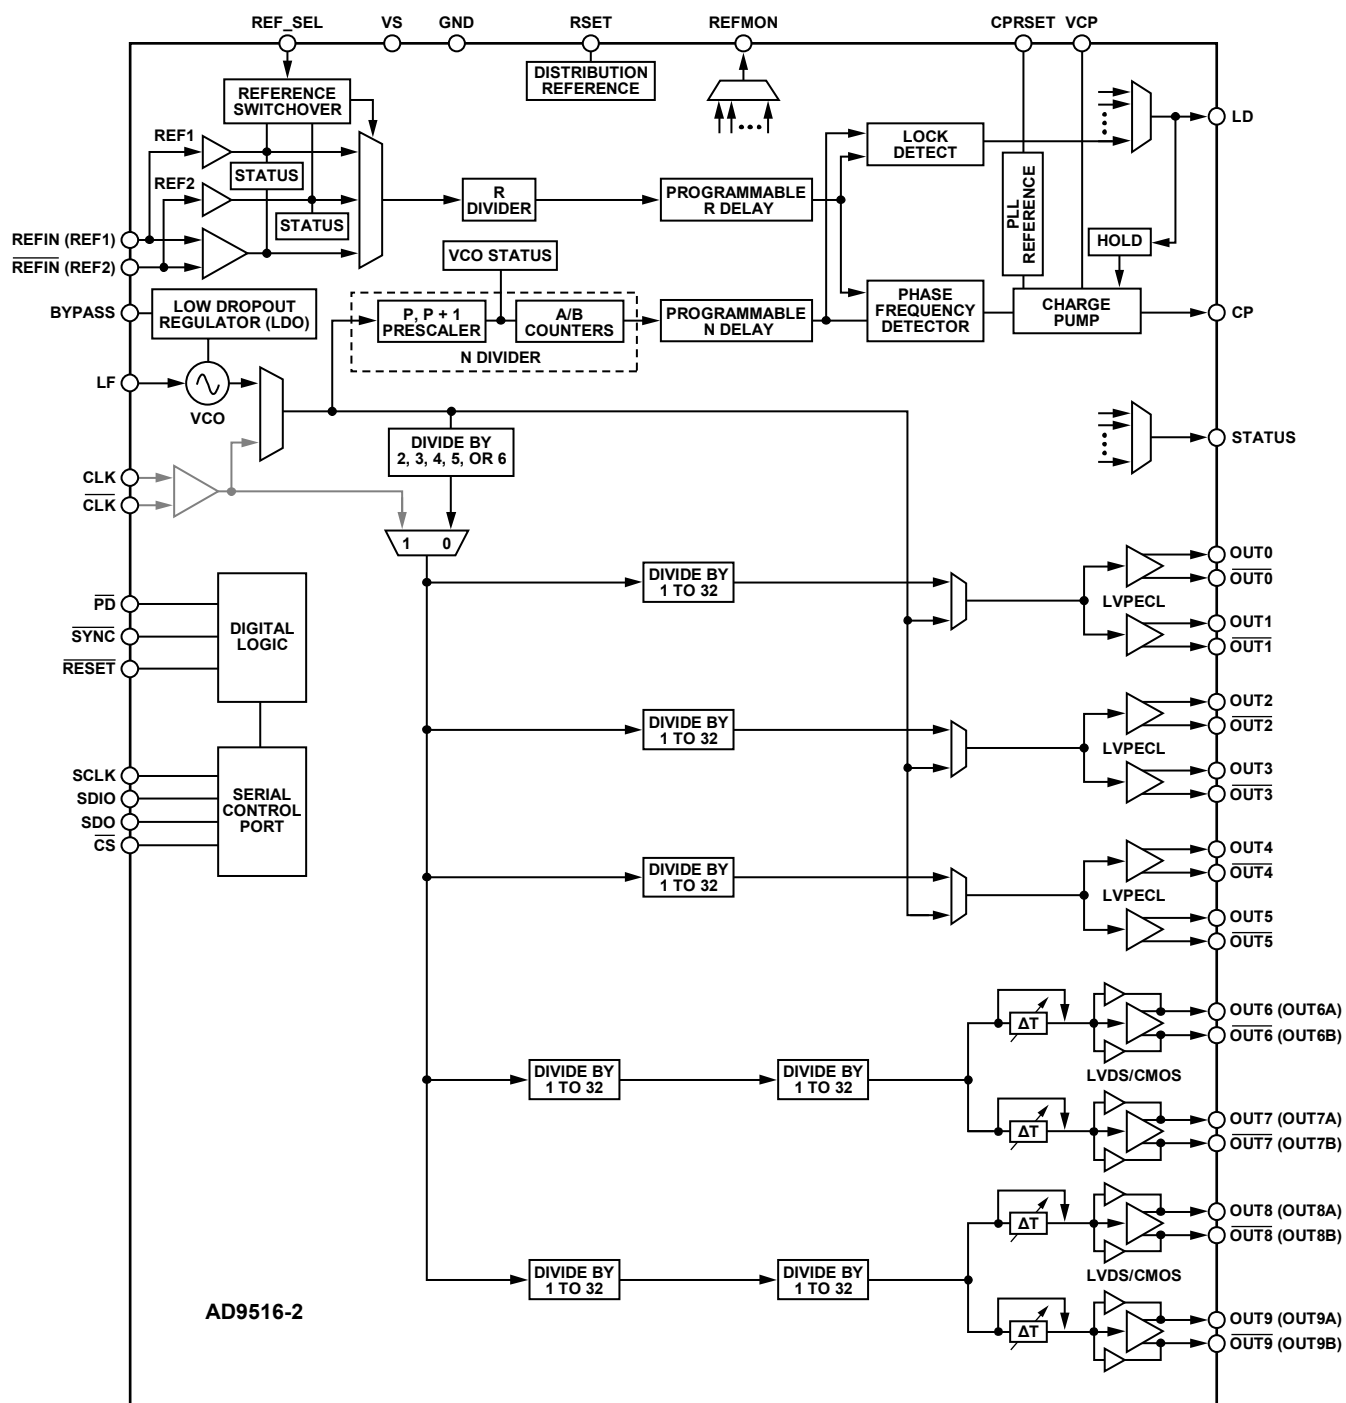 REF_SEL
VS
GND
RSET
REFMON
CPRSET
VCP
DISTRIBUTION
REFERENCE
REFERENCE
SWITCHOVER
REF1
STATUS
REF2
STATUS
REFIN (REF1)
REFIN (REF2)
BYPASS
LOW DROPOUT
REGULATOR (LDO)
LF
VCO
R
DIVIDER
VCO STATUS
P, P + 1
PRESCALER
A/B
COUNTERS
N DIVIDER
PROGRAMMABLE
R DELAY
PROGRAMMABLE
N DELAY
LOCK
DETECT
PHASE
FREQUENCY
DETECTOR
PLL
REFERENCE
HOLD
CHARGE
PUMP
LD
CP
STATUS
DIVIDE BY
2, 3, 4, 5, OR 6
CLK
CLK
1 0
PD
SYNC
RESET
DIGITAL
LOGIC
SCLK
SDIO
SDO
CS
SERIAL
CONTROL
PORT
DIVIDE BY
1 TO 32
LVPECL
OUT0
OUT0
OUT1
OUT1
DIVIDE BY
1 TO 32
LVPECL
OUT2
OUT2
OUT3
OUT3
DIVIDE BY
1 TO 32
LVPECL
OUT4
OUT4
OUT5
OUT5
DIVIDE BY
1 TO 32
DIVIDE BY
1 TO 32
ΔT
ΔT
LVDS/CMOS
OUT6 (OUT6A)
OUT6 (OUT6B)
OUT7 (OUT7A)
OUT7 (OUT7B)
DIVIDE BY
1 TO 32
DIVIDE BY
1 TO 32
ΔT
ΔT
LVDS/CMOS
OUT8 (OUT8A)
OUT8 (OUT8B)
OUT9 (OUT9A)
OUT9 (OUT9B)
AD9516-2